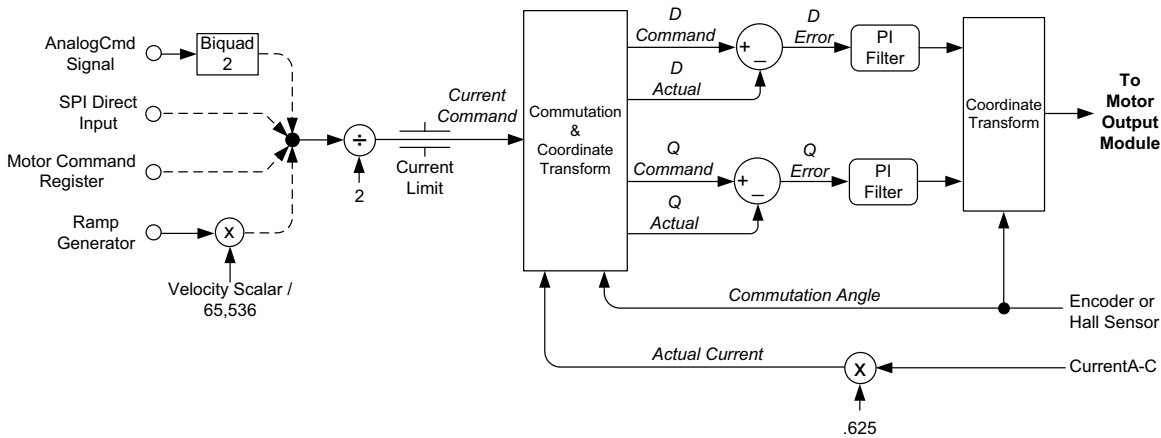 AnalogCmd
Signal
Biquad
2
SPI Direct
Input
Motor Command
Register
Ramp
Generator
x
Velocity Scalar /
65,536
÷
2
Current
Limit
Current
Command
Commutation
&
Coordinate
Transform
D
Command
D
Actual
+
–
D
Error
PI
Filter
Q
Command
Q
Actual
+
–
Q
Error
PI
Filter
Coordinate
Transform
To
Motor
Output
Module
Commutation Angle
Encoder or
Hall Sensor
Actual Current
x
.625
CurrentA-C